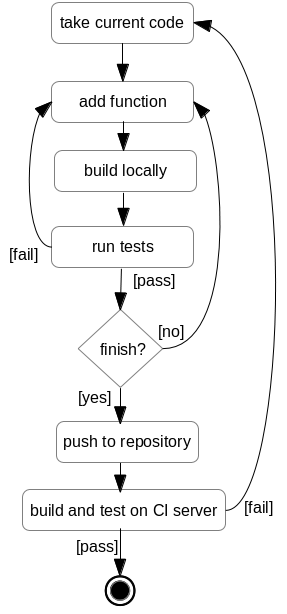 take current code
add function
build locally
run tests
[fail]
[pass]
[no]
finish?
[yes]
push to repository
build and test on CI server
[fail]
[pass]